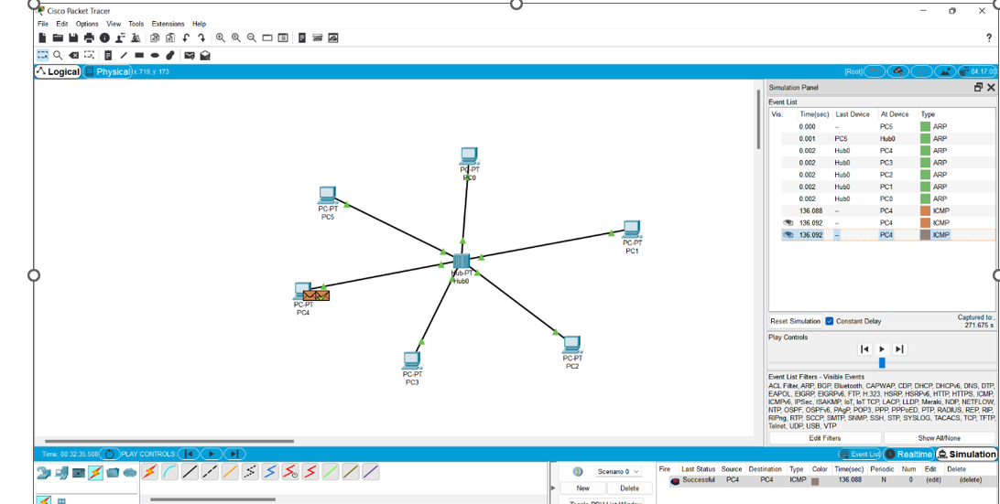 Cisco Packet Tracer
File Edit Options View Tools Extensions Help
?
Logical Physical x: 719, y: 173 [Root] 04:17:00
Simulation Panel
Event List
Vis. Time(sec) Last Device At Device Type
0.000 -- PC5 ARP
0.001 PC5 Hub0 ARP
0.002 Hub0 PC4 ARP
0.002 Hub0 PC3 ARP
0.002 Hub0 PC2 ARP
0.002 Hub0 PC1 ARP
0.002 Hub0 PC0 ARP
136.088 -- PC4 ICMP
136.092 -- PC4 ICMP
136.092 -- PC4 ICMP
PC-PT
PC0
PC-PT
PC5
PC-PT
PC1
Hub-PT
Hub0
PC-PT
PC4
PC-PT
PC2
PC-PT
PC3
Reset Simulation Constant Delay Captured to:
271.675 s
Play Controls
Event List Filters - Visible Events
ACL Filter, ARP, BGP, Bluetooth, CAPWAP, CDP, DHCP, DHCPv6, DNS, DTP,
EAPOL, EIGRP, EIGRPv6, FTP, H.323, HSRP, HSRPv6, HTTP, HTTPS, ICMP,
ICMPv6, IPSec, ISAKMP, IoT, IoT TCP, LACP, LLDP, Meraki, NDP, NETFLOW,
NTP, OSPF, OSPFv6, PAgP, POP3, PPP, PPPoED, PTP, RADIUS, REP, RIP,
RIPng, RTP, SCCP, SMTP, SNMP, SSH, STP, SYSLOG, TACACS, TCP, TFTP,
Telnet, UDP, USB, VTP
Edit Filters Show All/None
Time: 00:32:35.508 PLAY CONTROLS: Event List Realtime Simulation
Scenario 0
New Delete
Toggle PDU List Window
Fire Last Status Source Destination Type Color Time(sec) Periodic Num Edit Delete
Successful PC4 PC4 ICMP 136.088 N 0 (edit) (delete)